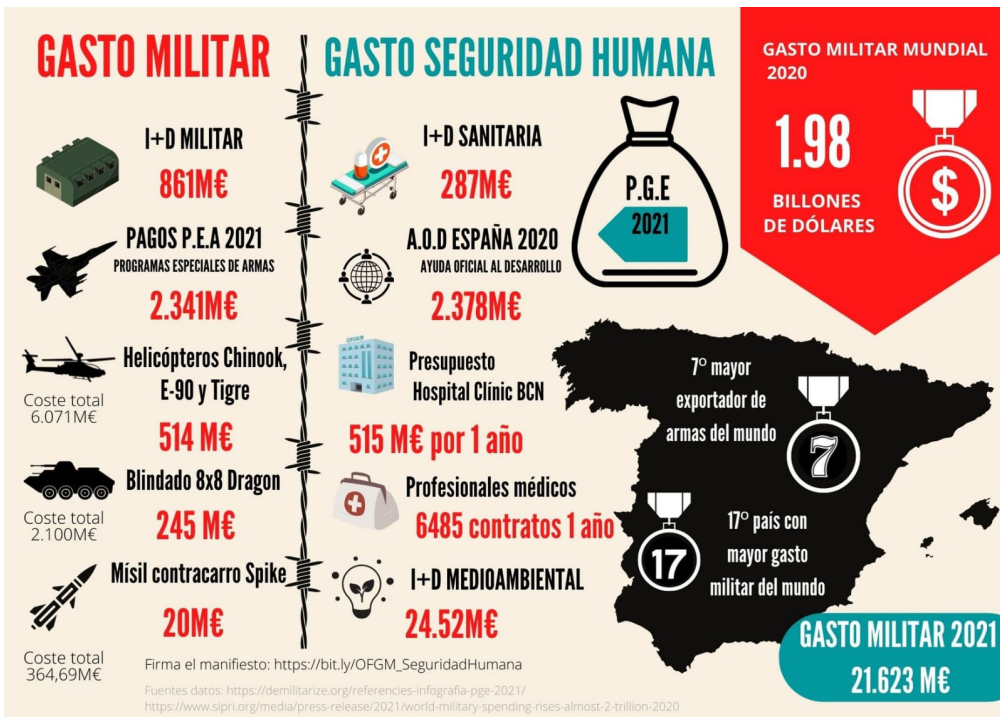 GASTO MILITAR
I+D MILITAR
861M€
PAGOS P.E.A 2021
PROGRAMAS ESPECIALES DE ARMAS
2.341M€
Helicópteros Chinook,
E-90 y Tigre
Coste total
6.071M€
514 M€
Blindado 8x8 Dragon
Coste total
2.100M€
245 M€
Misil contracarro Spike
20M€
Coste total
364,69M€
GASTO SEGURIDAD HUMANA
I+D SANITARIA
287M€
A.O.D ESPAÑA 2020
AYUDA OFICIAL AL DESARROLLO
2.378M€
Presupuesto
Hospital Clínic BCN
515 M€ por 1 año
Profesionales médicos
6485 contratos 1 año
I+D MEDIOAMBIENTAL
24.52M€
P.G.E
2021
GASTO MILITAR MUNDIAL
2020
1.98
BILLONES
DE DÓLARES
$
7º mayor
exportador de
armas del mundo
7
17
17º país con
mayor gasto
militar del mundo
GASTO MILITAR 2021
21.623 M€
Firma el manifiesto: https://bit.ly/OFGM_SeguridadHumana
Fuentes datos: https://demilitarize.org/referencies-infografia-pge-2021/
https://www.sipri.org/media/press-release/2021/world-military-spending-rises-almost-2-trillion-2020